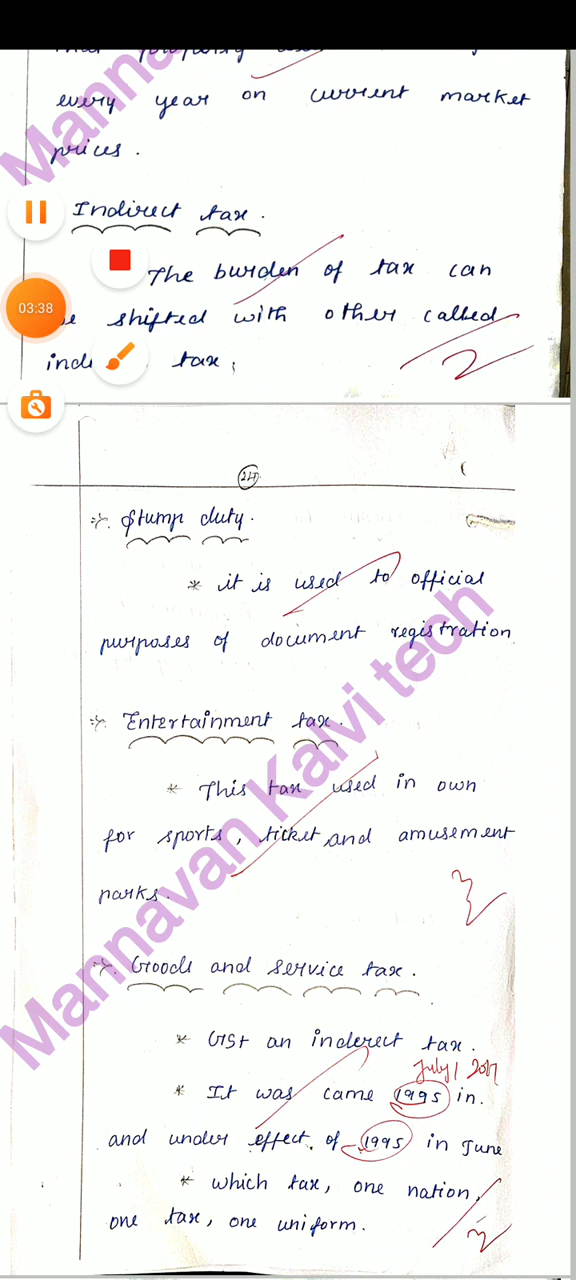 every year on current market
prices.
Indirect tax.
The burden of tax can
shifted with other called
tax;
2
03:38
24
Stump duty.
* it is used to official
purposes of document registration
Entertainment tax.
* This tax used in own
for sports, ticket and amusement
parks.
Goods and service tax.
* GST an inderect tax.
July 1 2017
* It was came 1995 in.
and under effect of 1995 in June
* which tax, one nation,
one tax, one uniform.
Mannavan Kalvi tech